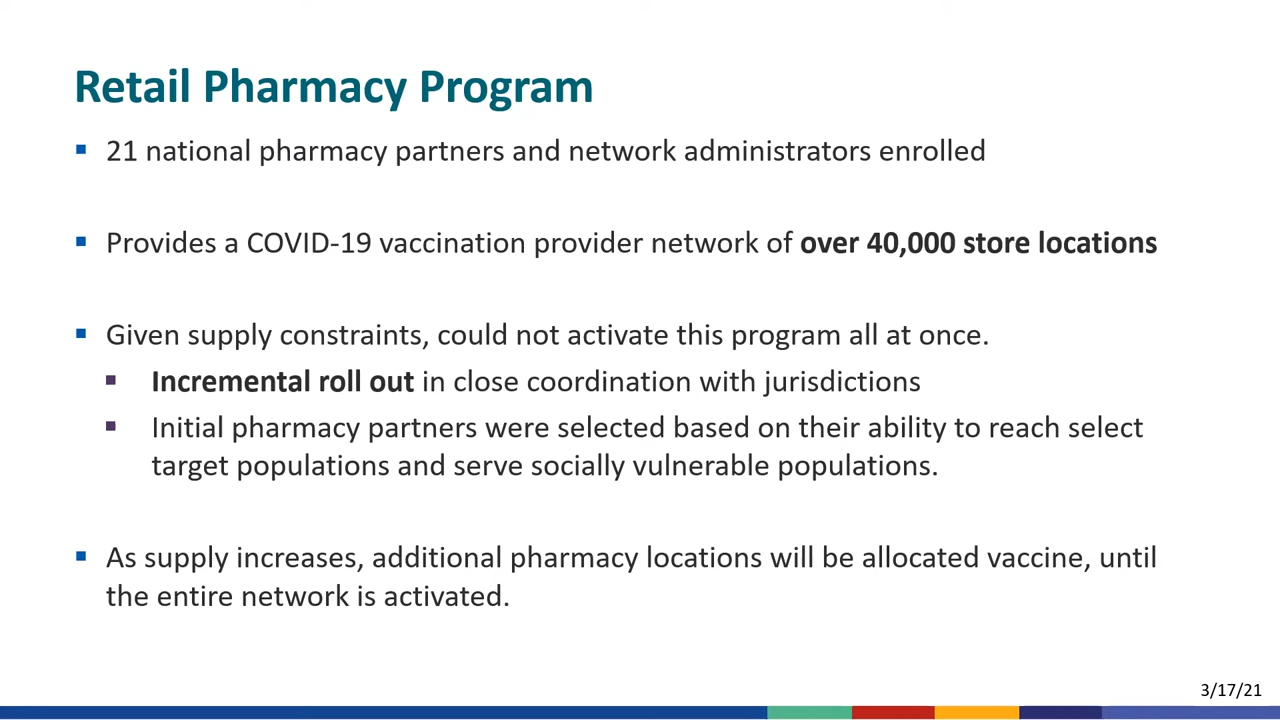 Retail Pharmacy Program
▪ 21 national pharmacy partners and network administrators enrolled
▪ Provides a COVID-19 vaccination provider network of over 40,000 store locations
▪ Given supply constraints, could not activate this program all at once.
▪ Incremental roll out in close coordination with jurisdictions
▪ Initial pharmacy partners were selected based on their ability to reach select
target populations and serve socially vulnerable populations.
▪ As supply increases, additional pharmacy locations will be allocated vaccine, until
the entire network is activated.
3/17/21